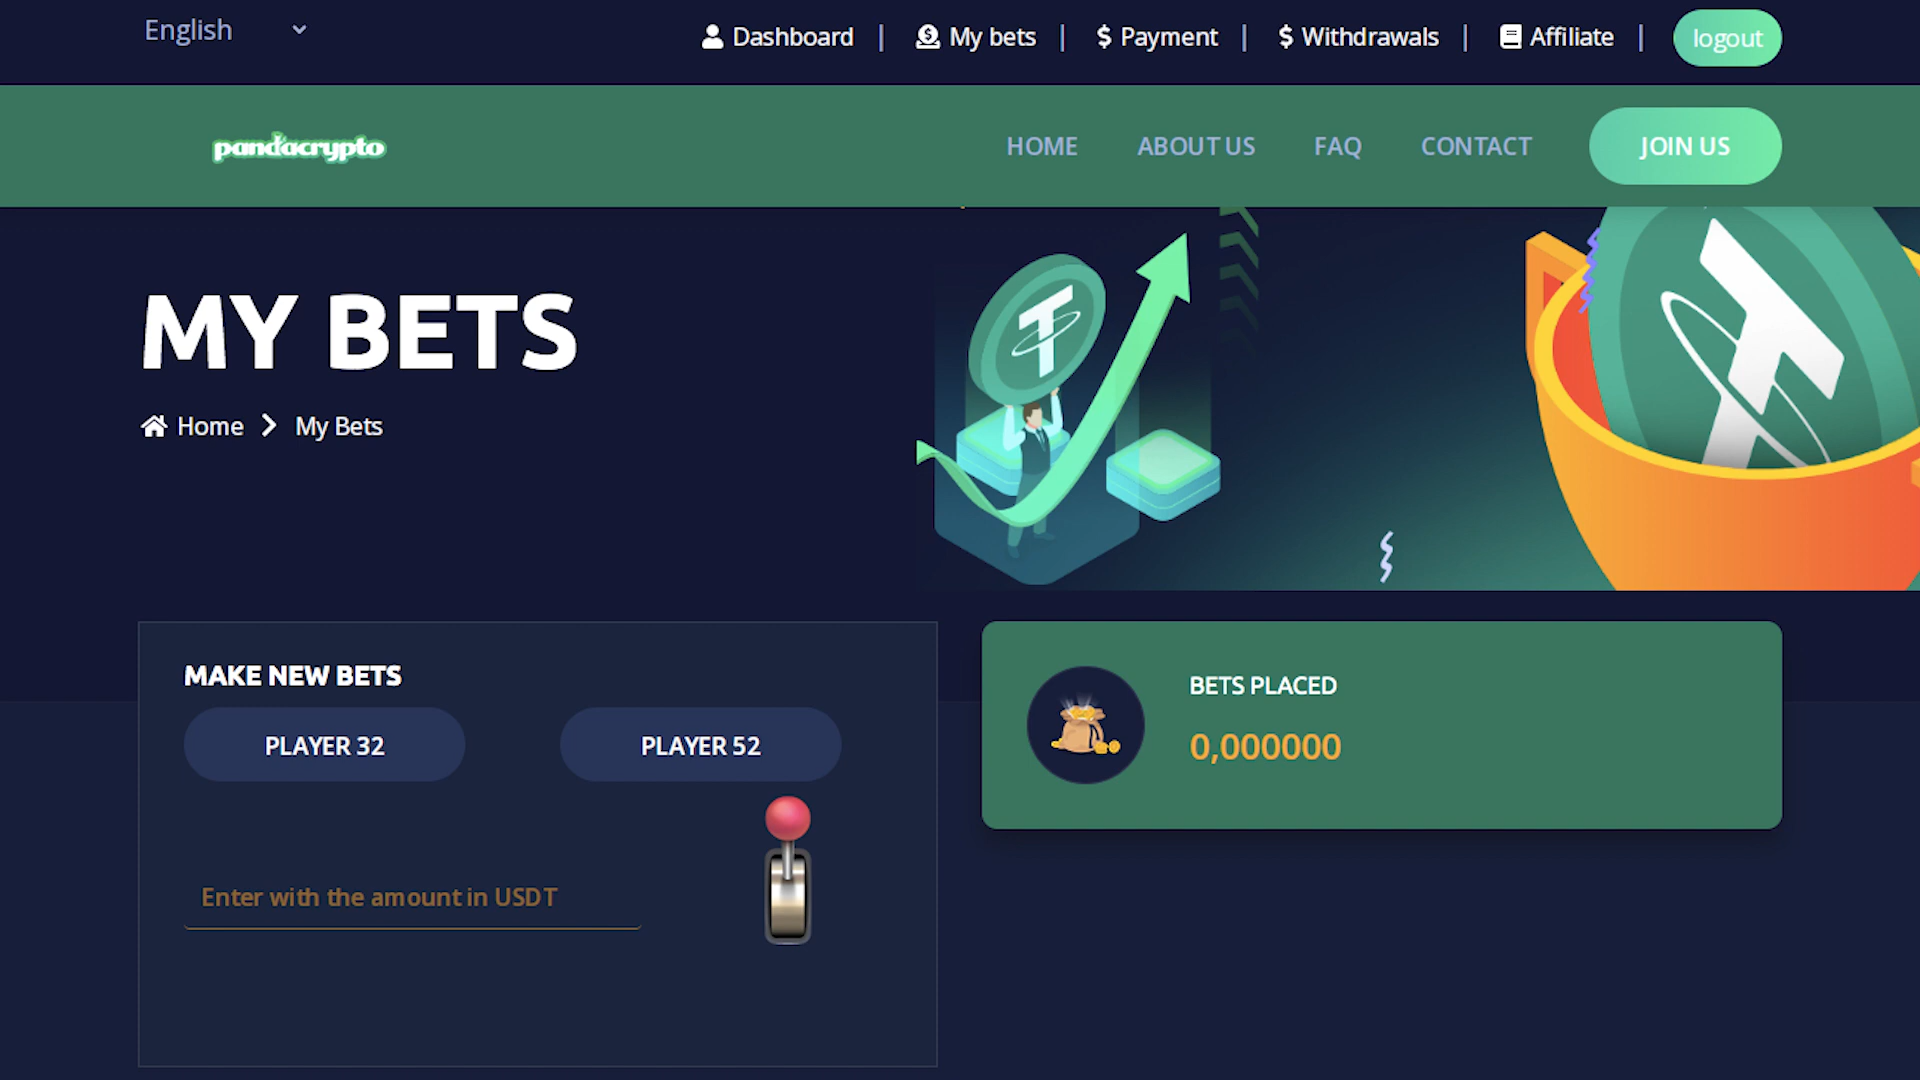 English
Dashboard | My bets | Payment | Withdrawals | Affiliate | logout
pandacrypto
HOME ABOUT US FAQ CONTACT JOIN US
MY BETS
Home My Bets
MAKE NEW BETS
PLAYER 32 PLAYER 52
Enter with the amount in USDT
BETS PLACED
0,000000